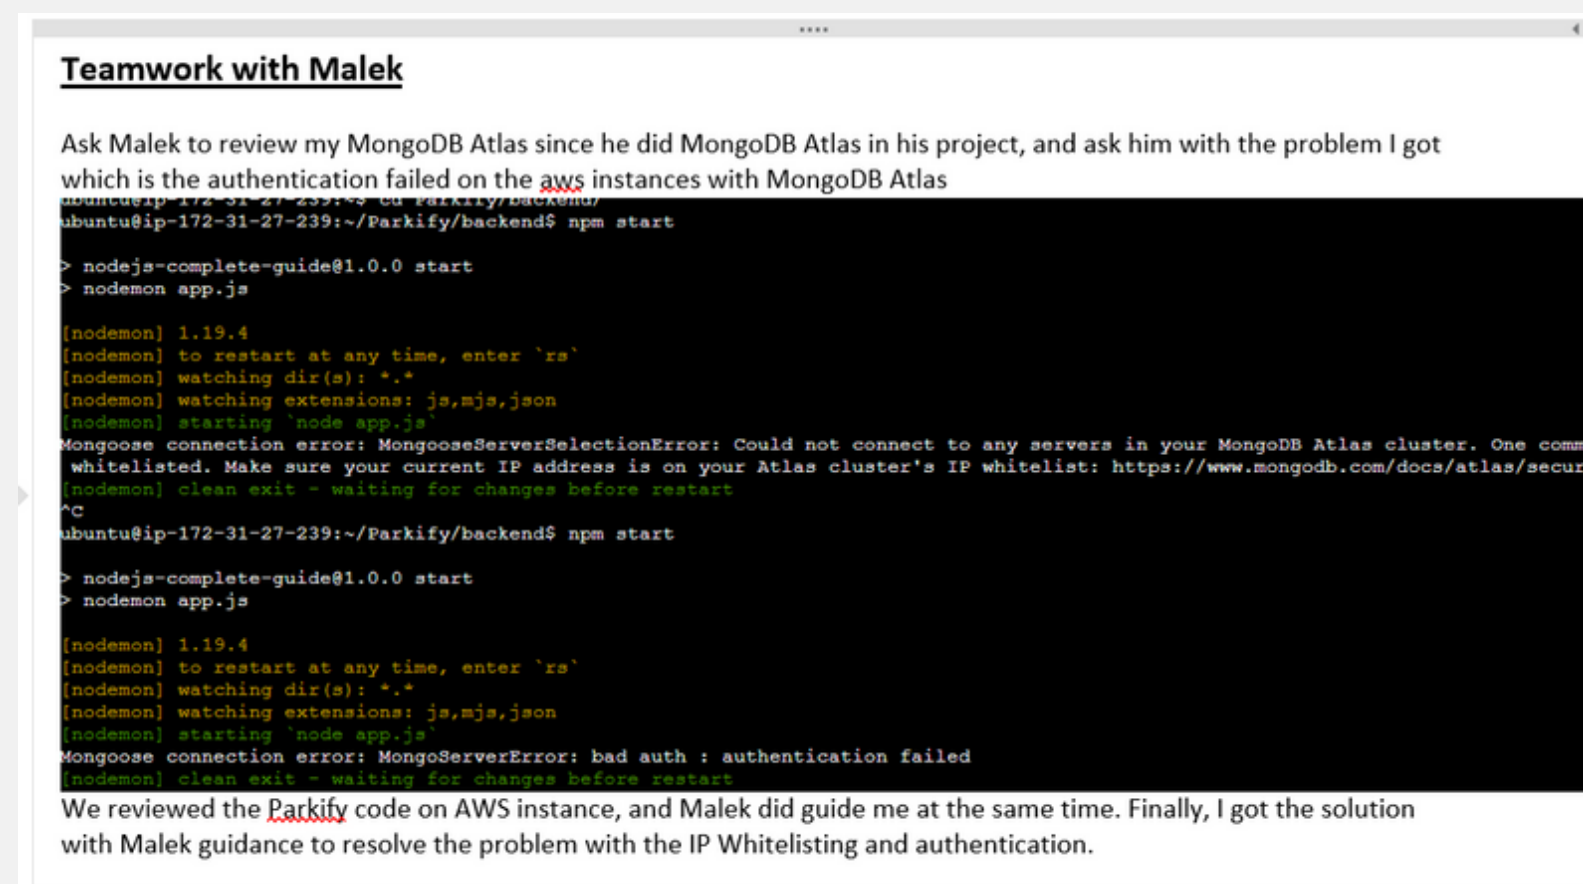 Teamwork with Malek
Ask Malek to review my MongoDB Atlas since he did MongoDB Atlas in his project, and ask him with the problem I got
which is the authentication failed on the aws instances with MongoDB Atlas
ubuntu@ip-172-31-27-239:~$ cd Parkify/backend/
ubuntu@ip-172-31-27-239:~/Parkify/backend$ npm start
> nodejs-complete-guide@1.0.0 start
> nodemon app.js
[nodemon] 1.19.4
[nodemon] to restart at any time, enter `rs`
[nodemon] watching dir(s): *.*
[nodemon] watching extensions: js,mjs,json
[nodemon] starting `node app.js`
Mongoose connection error: MongooseServerSelectionError: Could not connect to any servers in your MongoDB Atlas cluster. One comm
whitelisted. Make sure your current IP address is on your Atlas cluster's IP whitelist: https://www.mongodb.com/docs/atlas/secur
[nodemon] clean exit - waiting for changes before restart
^C
ubuntu@ip-172-31-27-239:~/Parkify/backend$ npm start
> nodejs-complete-guide@1.0.0 start
> nodemon app.js
[nodemon] 1.19.4
[nodemon] to restart at any time, enter `rs`
[nodemon] watching dir(s): *.*
[nodemon] watching extensions: js,mjs,json
[nodemon] starting `node app.js`
Mongoose connection error: MongoServerError: bad auth : authentication failed
[nodemon] clean exit - waiting for changes before restart
We reviewed the Parkify code on AWS instance, and Malek did guide me at the same time. Finally, I got the solution
with Malek guidance to resolve the problem with the IP Whitelisting and authentication.